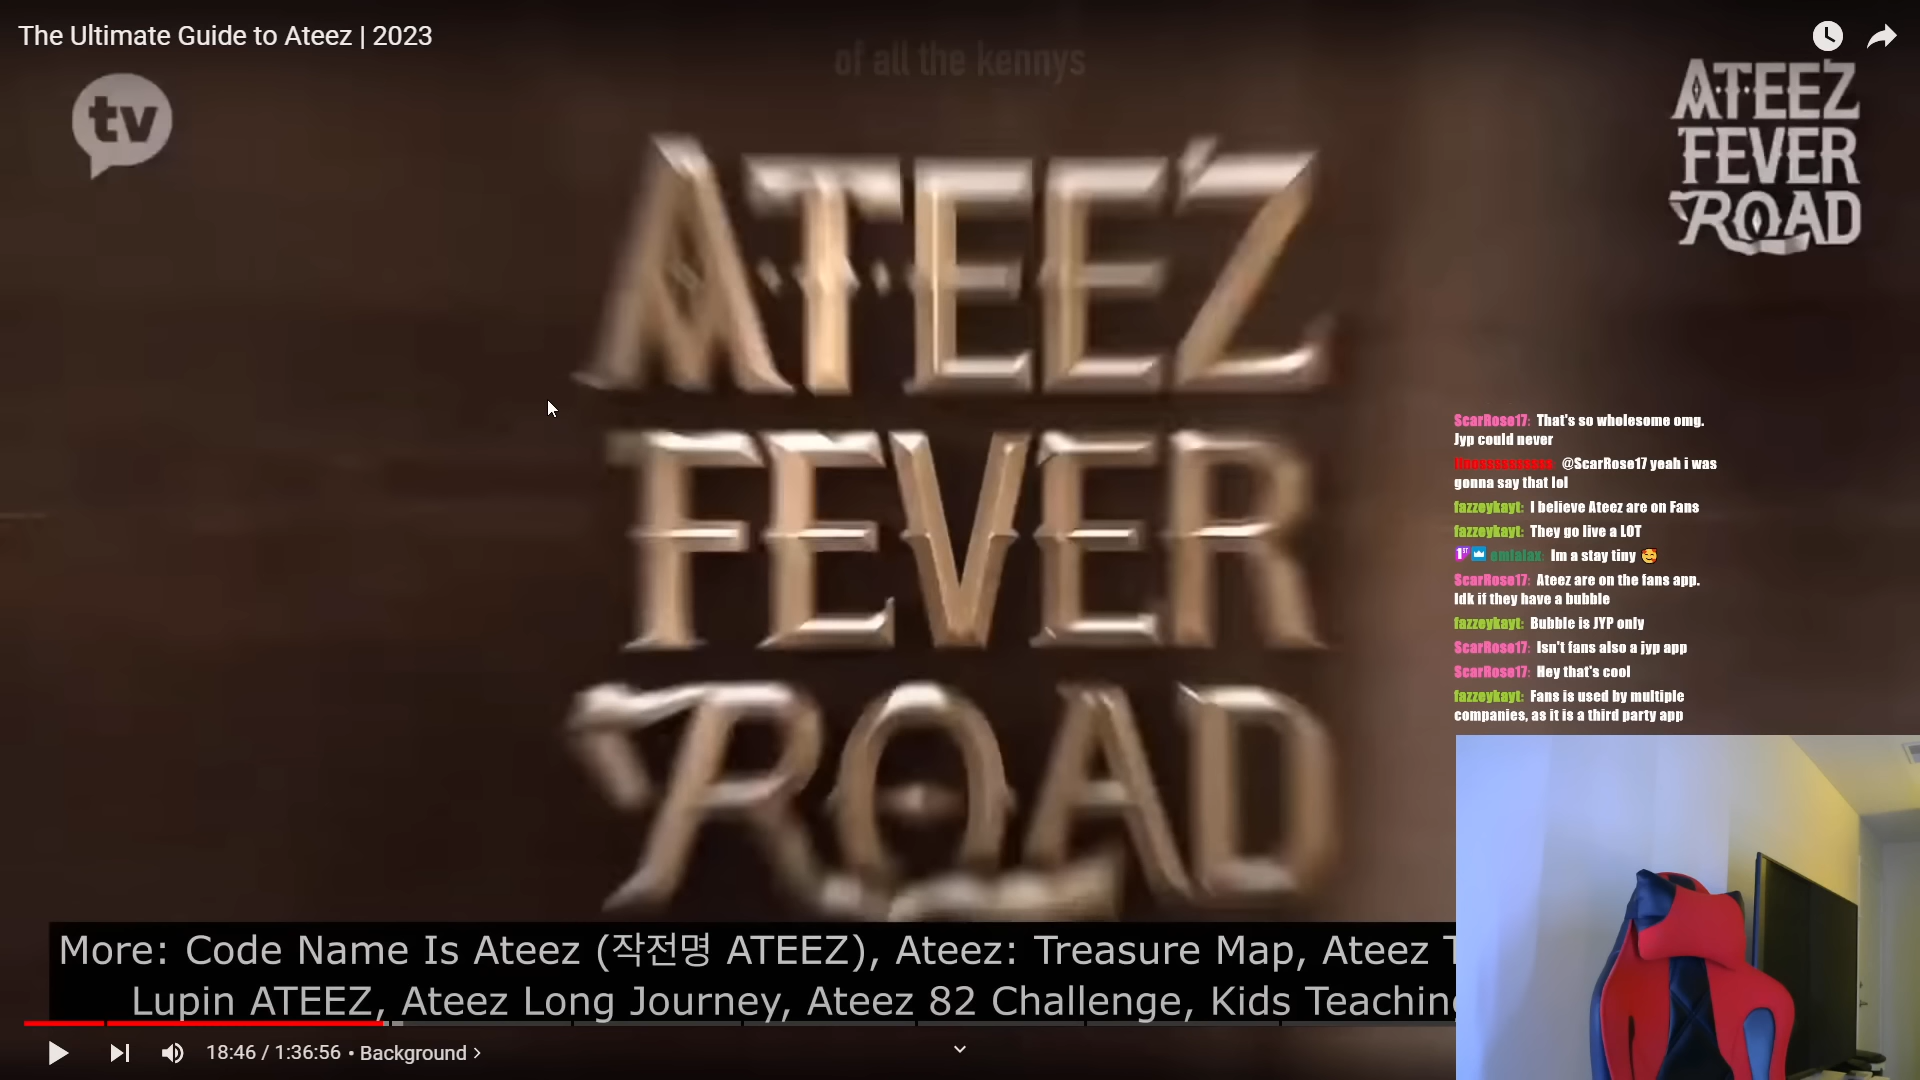 The Ultimate Guide to Ateez | 2023
of all the kennys
tv
ATEEZ
FEVER
ROAD
ATEEZ
FEVER
ROAD
ScarRose17: That's so wholesome omg.
Jyp could never
@ScarRose17 yeah i was
gonna say that lol
fazzeykayt: I believe Ateez are on Fans
fazzeykayt: They go live a LOT
1ST emlalax: Im a stay tiny
ScarRose17: Ateez are on the fans app.
Idk if they have a bubble
fazzeykayt: Bubble is JYP only
ScarRose17: Isn't fans also a jyp app
ScarRose17: Hey that's cool
fazzeykayt: Fans is used by multiple
companies, as it is a third party app
More: Code Name Is Ateez (작전명 ATEEZ), Ateez: Treasure Map, Ateez T
Lupin ATEEZ, Ateez Long Journey, Ateez 82 Challenge, Kids Teaching
18:46 / 1:36:56 • Background >